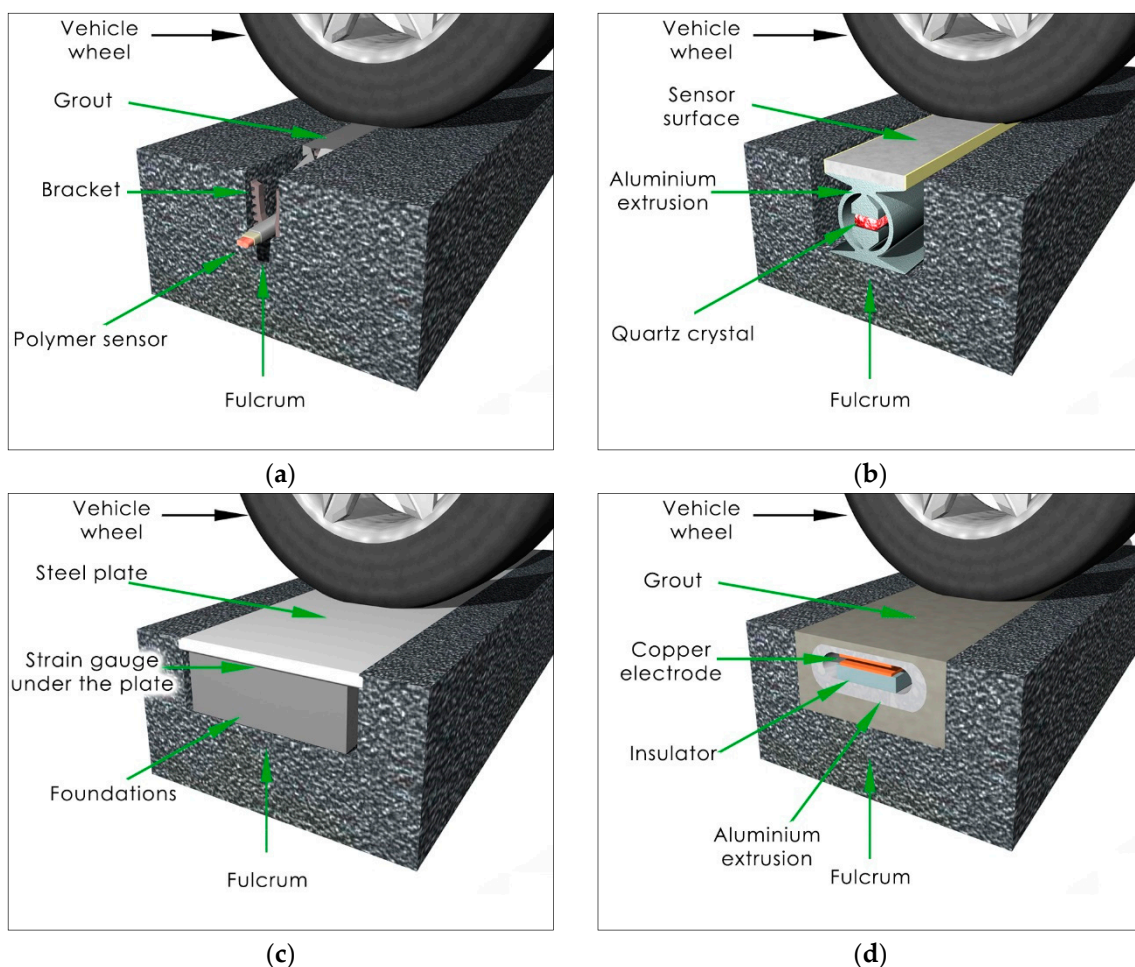 Vehicle
wheel
Grout
Bracket
Polymer sensor
Fulcrum
(a)
Vehicle
wheel
Sensor
surface
Aluminium
extrusion
Quartz crystal
Fulcrum
(b)
Vehicle
wheel
Steel plate
Strain gauge
under the plate
Foundations
Fulcrum
(c)
Vehicle
wheel
Grout
Copper
electrode
Insulator
Aluminium
extrusion
Fulcrum
(d)